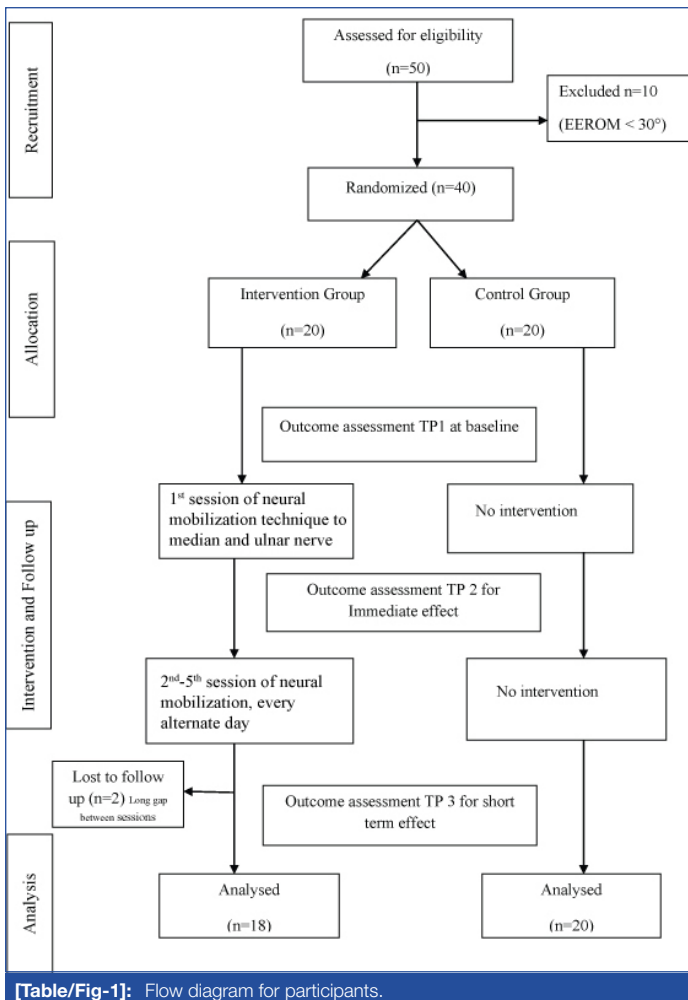 Recruitment
Assessed for eligibility
(n=50)
Excluded n=10
(EEROM < 30°)
Randomized (n=40)
Allocation
Intervention Group
(n=20)
Control Group
(n=20)
Outcome assessment TP1 at baseline
Intervention and Follow up
1st session of neural
mobilization technique to
median and ulnar nerve
No intervention
Outcome assessment TP 2 for
Immediate effect
2nd-5th session of neural
mobilization, every
alternate day
No intervention
Lost to follow
up (n=2) Long gap
between sessions
Outcome assessment TP 3 for short
term effect
Analysis
Analysed
(n=18)
Analysed
(n=20)
[Table/Fig-1]: Flow diagram for participants.